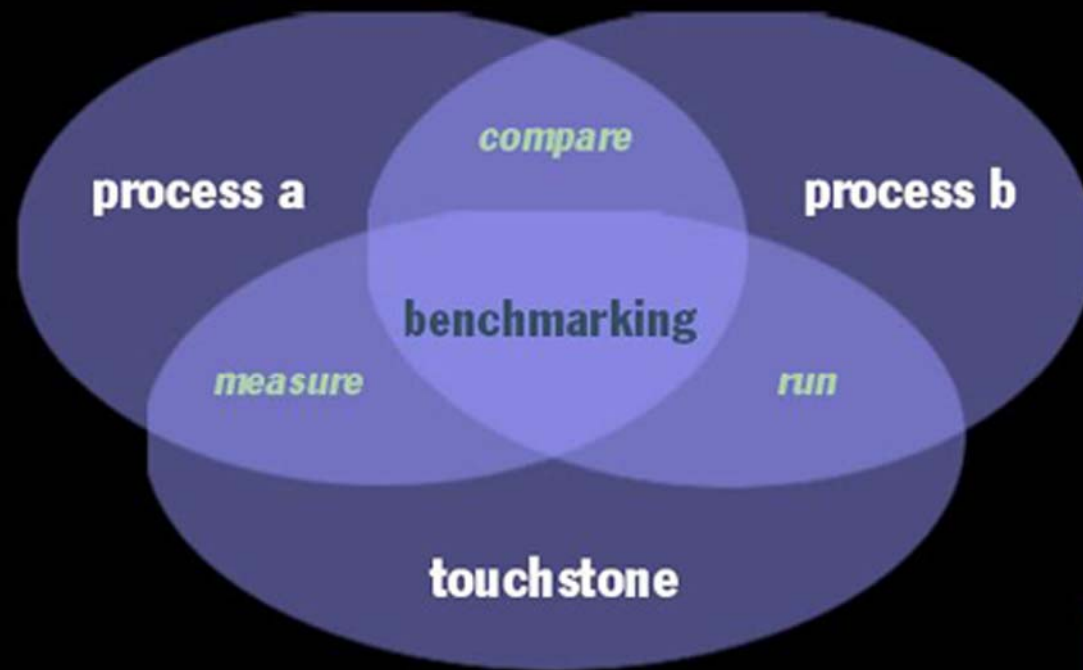 compare
process a
process b
benchmarking
measure
run
touchstone